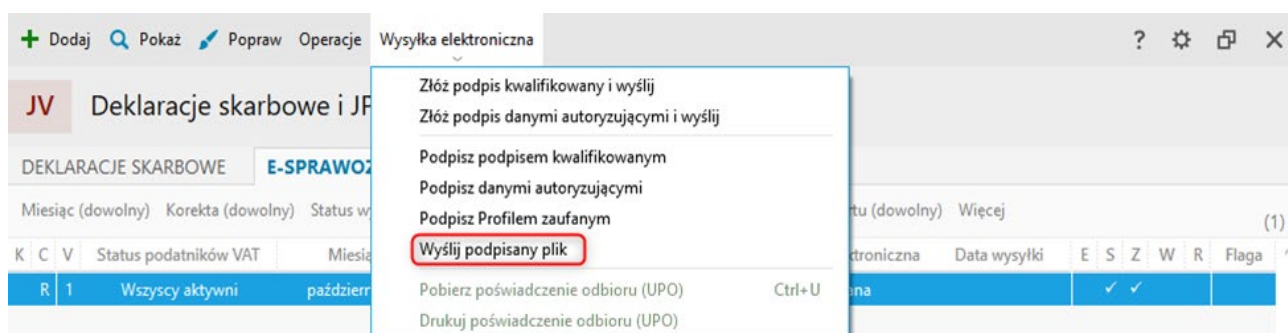 Dodaj Pokaż Popraw Operacje Wysyłka elektroniczna ?
JV Deklaracje skarbowe i JP
Złóż podpis kwalifikowany i wyślij
Złóż podpis danymi autoryzującymi i wyślij
Podpisz podpisem kwalifikowanym
Podpisz danymi autoryzującymi
Podpisz Profilem zaufanym
Wyślij podpisany plik
Pobierz poświadczenie odbioru (UPO) Ctrl+U
Drukuj poświadczenie odbioru (UPO)
DEKLARACJE SKARBOWE E-SPRAWOZ
Miesiąc (dowolny) Korekta (dowolny) Status w tu (dowolny) Więcej
(1)
K C V Status podatników VAT Miesią ktroniczna Data wysyłki E S Z W R Flaga
R 1 Wszyscy aktywni październ ana